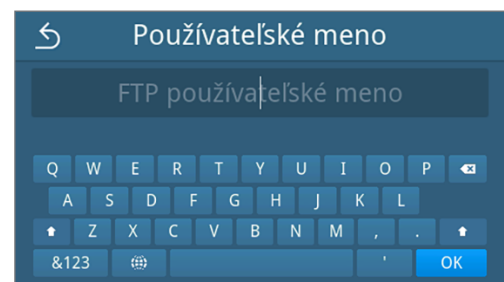 Používateľské meno
FTP používateľské meno
Q W E R T Y U I O P
A S D F G H J K L
Z X C V B N M , .
&123 ' OK